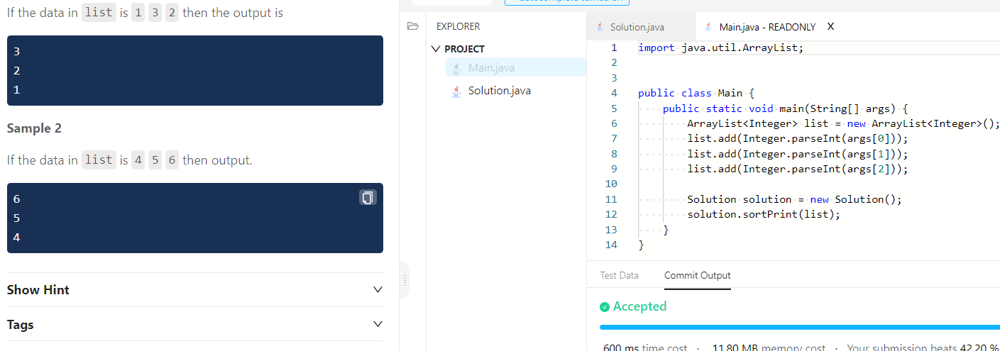 If the data in list is 1 3 2 then the output is
3
2
1
Sample 2
If the data in list is 4 5 6 then output.
6
5
4
Show Hint
Tags
EXPLORER
PROJECT
Main.java
Solution.java
Solution.java
Main.java - READONLY X
1 import java.util.ArrayList;
2
3
4 public class Main {
5 public static void main(String[] args) {
6 ArrayList<Integer> list = new ArrayList<Integer>();
7 list.add(Integer.parseInt(args[0]));
8 list.add(Integer.parseInt(args[1]));
9 list.add(Integer.parseInt(args[2]));
10
11 Solution solution = new Solution();
12 solution.sortPrint(list);
13 }
14 }
Test Data Commit Output
Accepted
600 ms time cost · 11.80 MB memory cost · Your submission beats 42.20 %